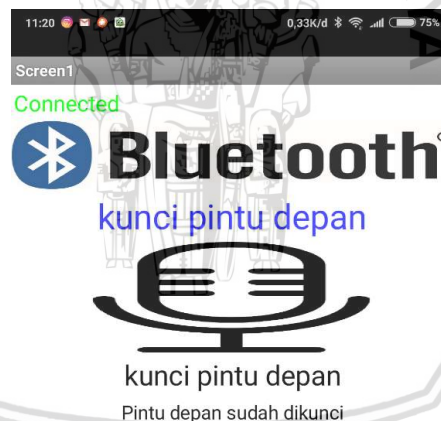 11:20 0,33K/d 75%
Screen1
Connected
Bluetooth
kunci pintu depan
kunci pintu depan
Pintu depan sudah dikunci